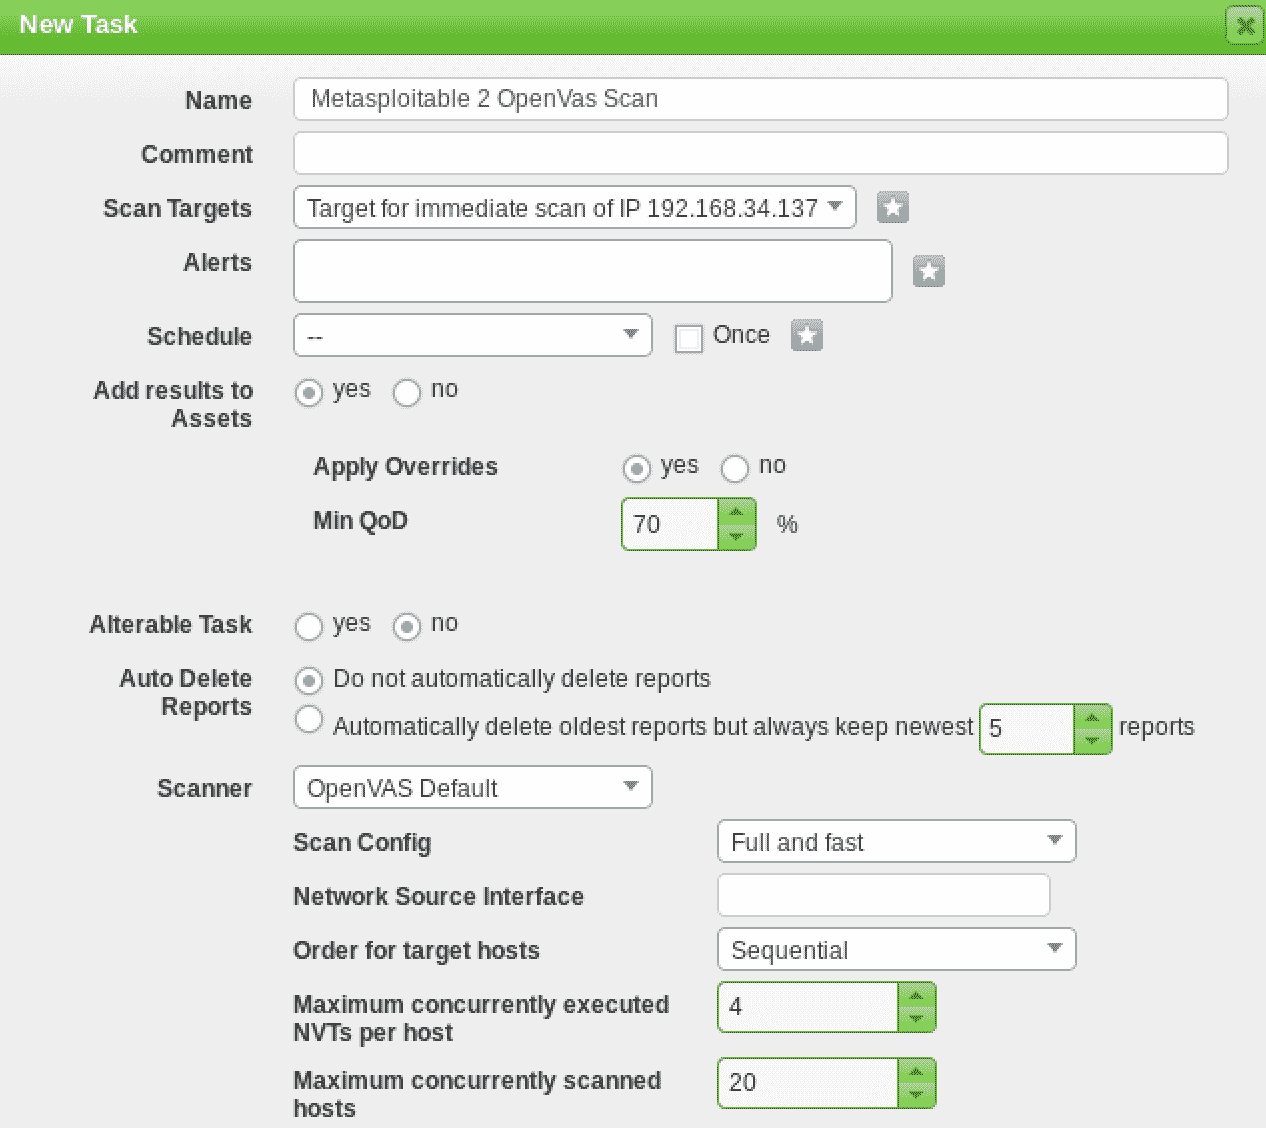 New Task
Name Metasploitable 2 OpenVas Scan
Comment
Scan Targets Target for immediate scan of IP 192.168.34.137
Alerts
Schedule -- Once
Add results to yes no
Assets
Apply Overrides yes no
Min QoD 70 %
Alterable Task yes no
Auto Delete Do not automatically delete reports
Reports
Automatically delete oldest reports but always keep newest 5 reports
Scanner OpenVAS Default
Scan Config Full and fast
Network Source Interface
Order for target hosts Sequential
Maximum concurrently executed 4
NVTs per host
Maximum concurrently scanned 20
hosts